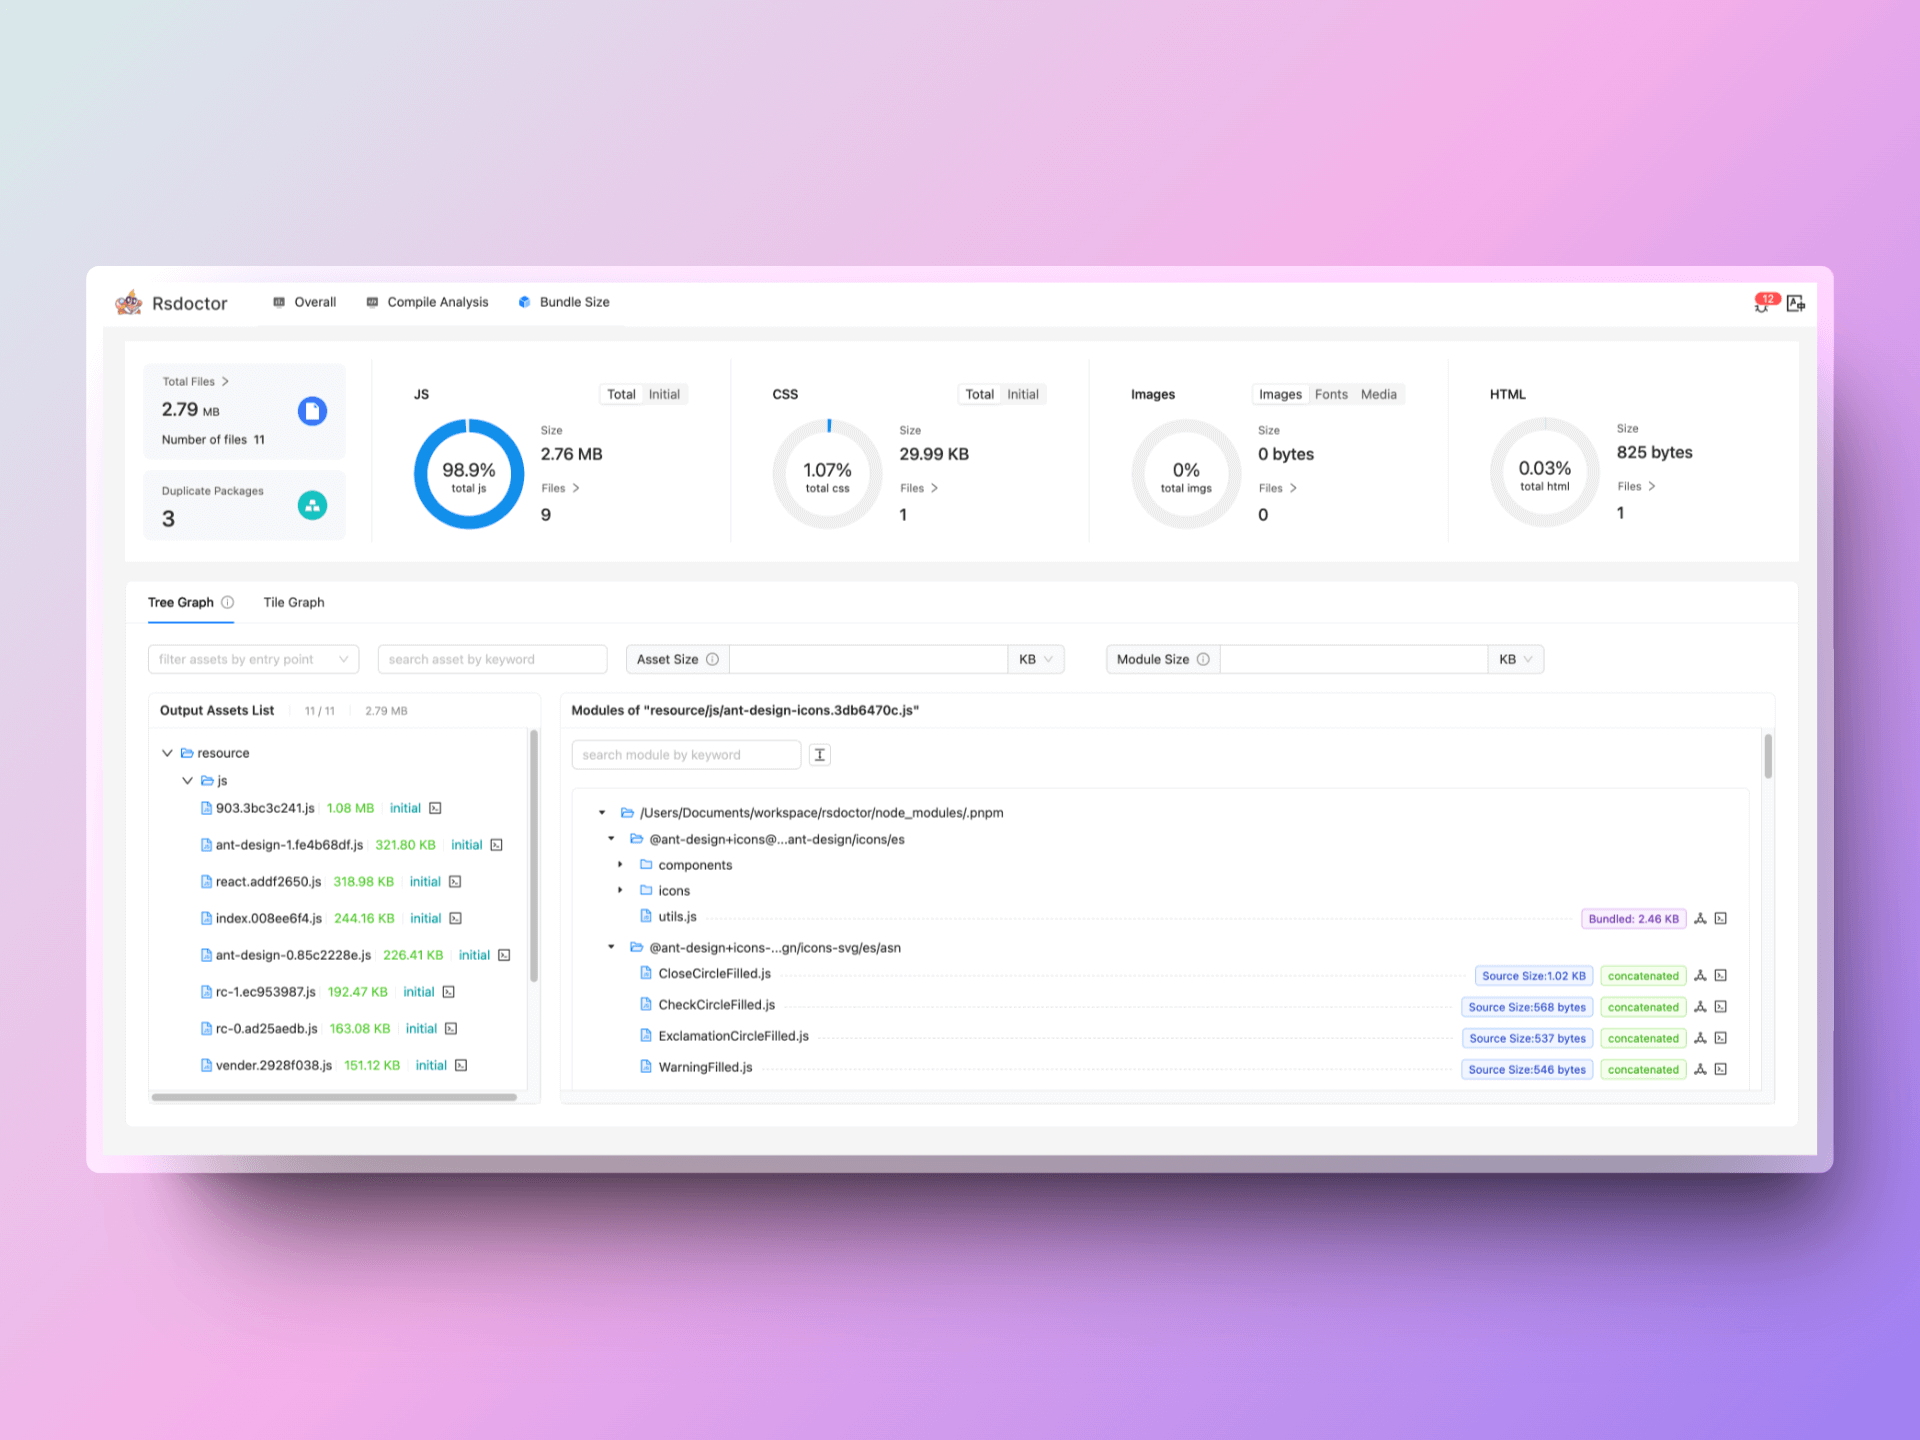 Rsdoctor
Overall
Compile Analysis
Bundle Size
12
Total Files
2.79 MB
Number of files 11
Duplicate Packages
3
JS
Total Initial
98.9%
total js
Size
2.76 MB
Files
9
CSS
Total Initial
1.07%
total css
Size
29.99 KB
Files
1
Images
Images Fonts Media
0%
total imgs
Size
0 bytes
Files
0
HTML
0.03%
total html
Size
825 bytes
Files
1
Tree Graph
Tile Graph
filter assets by entry point
search asset by keyword
Asset Size
KB
Module Size
KB
Output Assets List 11 / 11 2.79 MB
resource
js
903.3bc3c241.js 1.08 MB initial
ant-design-1.fe4b68df.js 321.80 KB initial
react.addf2650.js 318.98 KB initial
index.008ee6f4.js 244.16 KB initial
ant-design-0.85c2228e.js 226.41 KB initial
rc-1.ec953987.js 192.47 KB initial
rc-0.ad25aedb.js 163.08 KB initial
vender.2928f038.js 151.12 KB initial
Modules of "resource/js/ant-design-icons.3db6470c.js"
search module by keyword
/Users/Documents/workspace/rsdoctor/node_modules/.pnpm
@ant-design+icons@...ant-design/icons/es
components
icons
utils.js Bundled: 2.46 KB
@ant-design+icons-...gn/icons-svg/es/asn
CloseCircleFilled.js Source Size:1.02 KB concatenated
CheckCircleFilled.js Source Size:568 bytes concatenated
ExclamationCircleFilled.js Source Size:537 bytes concatenated
WarningFilled.js Source Size:546 bytes concatenated